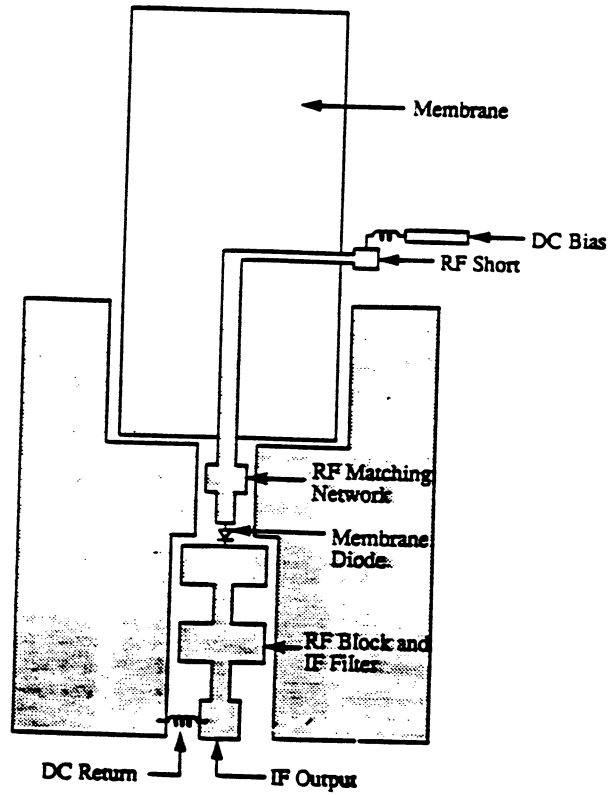 Membrane
DC Bias
RF Short
RF Matching
Network
Membrane
Diode
RF Block and
IF Filter
DC Return
IF Output